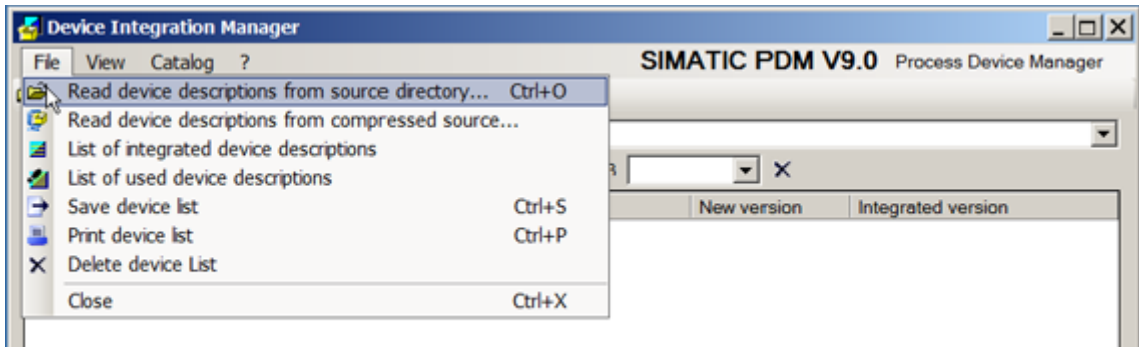 Device Integration Manager
File View Catalog ? SIMATIC PDM V9.0 Process Device Manager
Read device descriptions from source directory... Ctrl+O
Read device descriptions from compressed source...
List of integrated device descriptions
List of used device descriptions
Save device list Ctrl+S
New version Integrated version
Print device list Ctrl+P
Delete device List
Close Ctrl+X